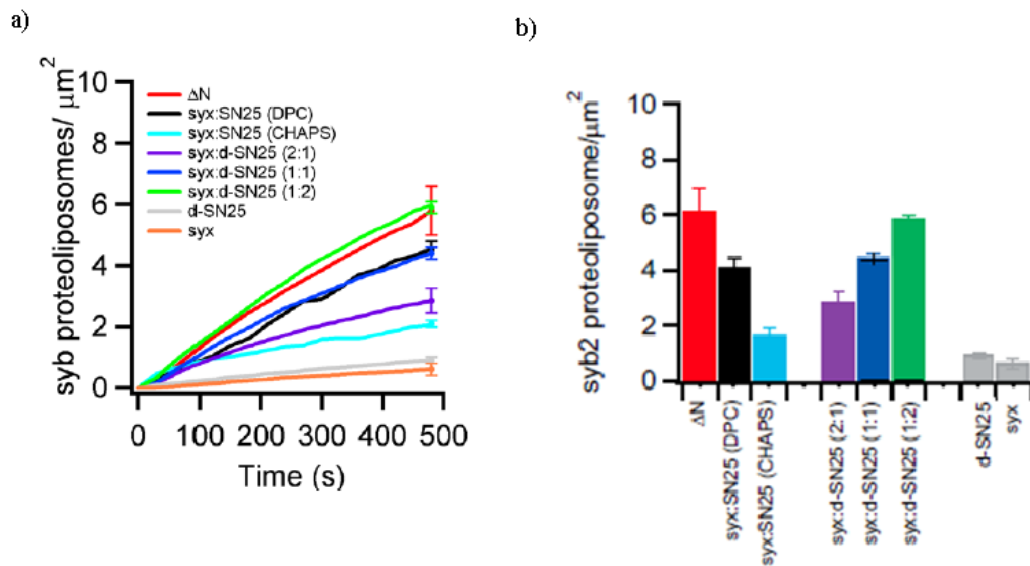 a)
syb proteoliposomes/ μm²
10
8
6
4
2
0
ΔN
syx:SN25 (DPC)
syx:SN25 (CHAPS)
syx:d-SN25 (2:1)
syx:d-SN25 (1:1)
syx:d-SN25 (1:2)
d-SN25
syx
0 100 200 300 400 500
Time (s)
b)
syb2 proteoliposome/μm²
10
8
6
4
2
0
ΔN
syx:SN25 (DPC)
syx:SN25 (CHAPS)
syx:d-SN25 (2:1)
syx:d-SN25 (1:1)
syx:d-SN25 (1:2)
d-SN25
syx